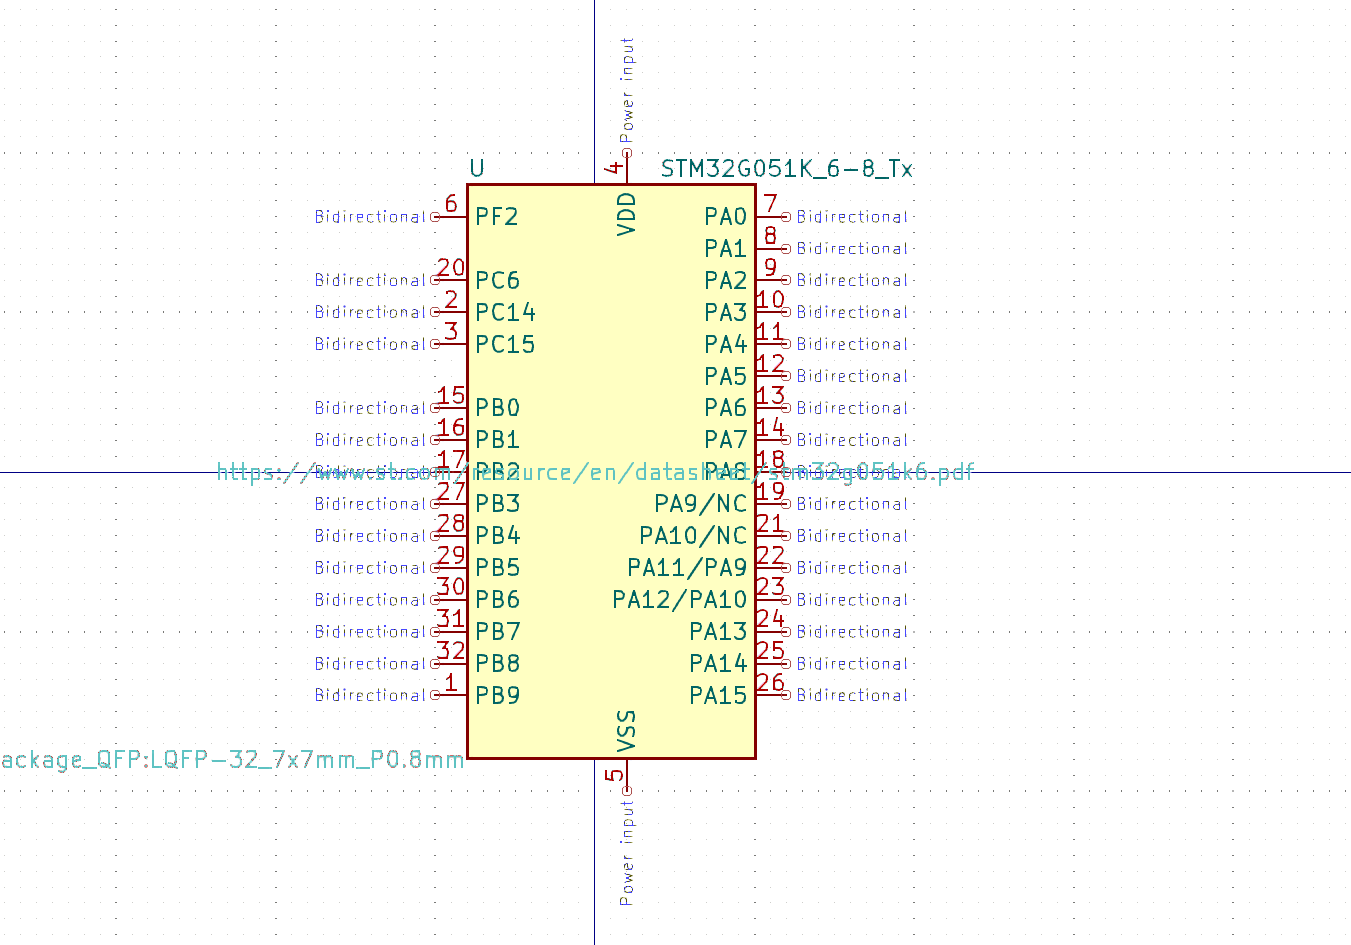 Power input
4
U STM32G051K_6-8_Tx
VDD
Bidirectional 6 PF2 PA0 7 Bidirectional
PA1 8 Bidirectional
Bidirectional 20 PC6 PA2 9 Bidirectional
Bidirectional 2 PC14 PA3 10 Bidirectional
Bidirectional 3 PC15 PA4 11 Bidirectional
PA5 12 Bidirectional
Bidirectional 15 PB0 PA6 13 Bidirectional
Bidirectional 16 PB1 PA7 14 Bidirectional
Bidirectional 17 PB2 PA8 18 Bidirectional
https://www.st.com/resource/en/datasheet/stm32g051k6.pdf
Bidirectional 27 PB3 PA9/NC 19 Bidirectional
Bidirectional 28 PB4 PA10/NC 21 Bidirectional
Bidirectional 29 PB5 PA11/PA9 22 Bidirectional
Bidirectional 30 PB6 PA12/PA10 23 Bidirectional
Bidirectional 31 PB7 PA13 24 Bidirectional
Bidirectional 32 PB8 PA14 25 Bidirectional
Bidirectional 1 PB9 PA15 26 Bidirectional
VSS
ackage_QFP:LQFP-32_7x7mm_P0.8mm
5
Power input